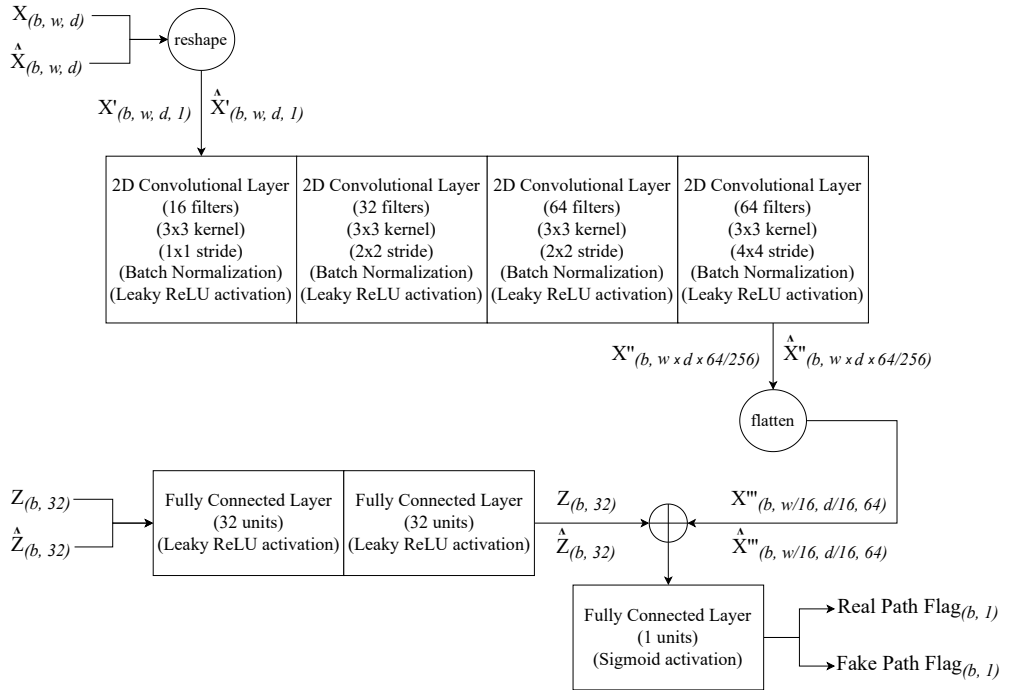 X(b, w, d)
X̂(b, w, d)
reshape
X'(b, w, d, 1) X̂'(b, w, d, 1)
2D Convolutional Layer
(16 filters)
(3x3 kernel)
(1x1 stride)
(Batch Normalization)
(Leaky ReLU activation)
2D Convolutional Layer
(32 filters)
(3x3 kernel)
(2x2 stride)
(Batch Normalization)
(Leaky ReLU activation)
2D Convolutional Layer
(64 filters)
(3x3 kernel)
(2x2 stride)
(Batch Normalization)
(Leaky ReLU activation)
2D Convolutional Layer
(64 filters)
(3x3 kernel)
(4x4 stride)
(Batch Normalization)
(Leaky ReLU activation)
X''(b, w x d x 64/256) X̂''(b, w x d x 64/256)
flatten
Z(b, 32)
Ẑ(b, 32)
Fully Connected Layer
(32 units)
(Leaky ReLU activation)
Fully Connected Layer
(32 units)
(Leaky ReLU activation)
Z(b, 32)
Ẑ(b, 32)
X'''(b, w/16, d/16, 64)
X̂'''(b, w/16, d/16, 64)
Fully Connected Layer
(1 units)
(Sigmoid activation)
Real Path Flag(b, 1)
Fake Path Flag(b, 1)